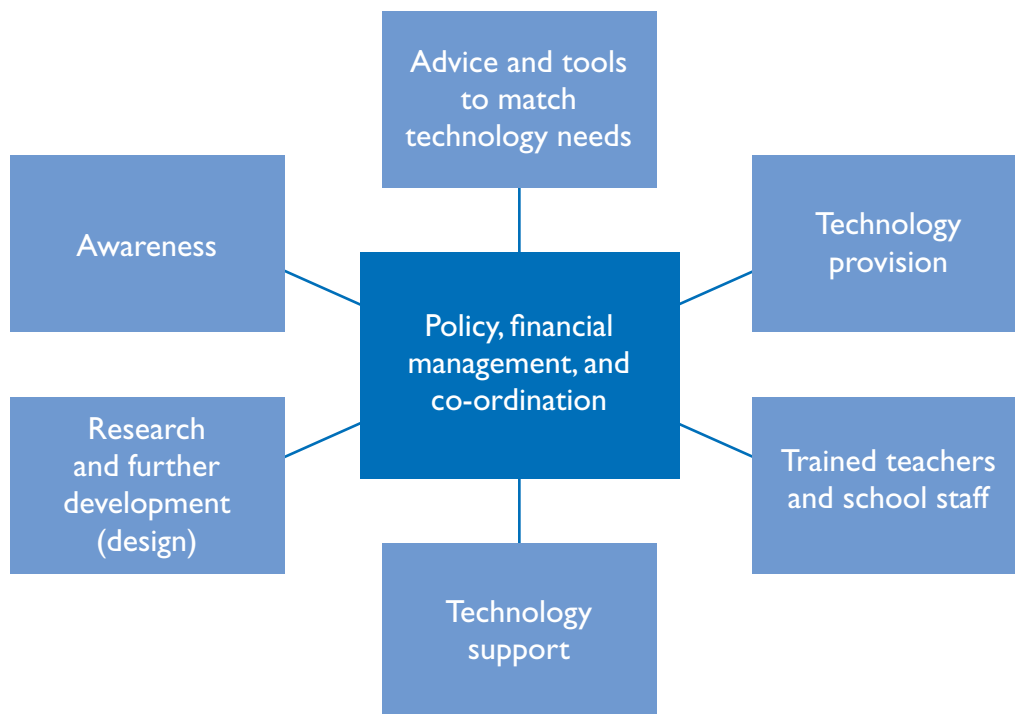 Advice and tools
to match
technology needs
Awareness
Technology
provision
Policy, financial
management, and
co-ordination
Research
and further
development
(design)
Trained teachers
and school staff
Technology
support